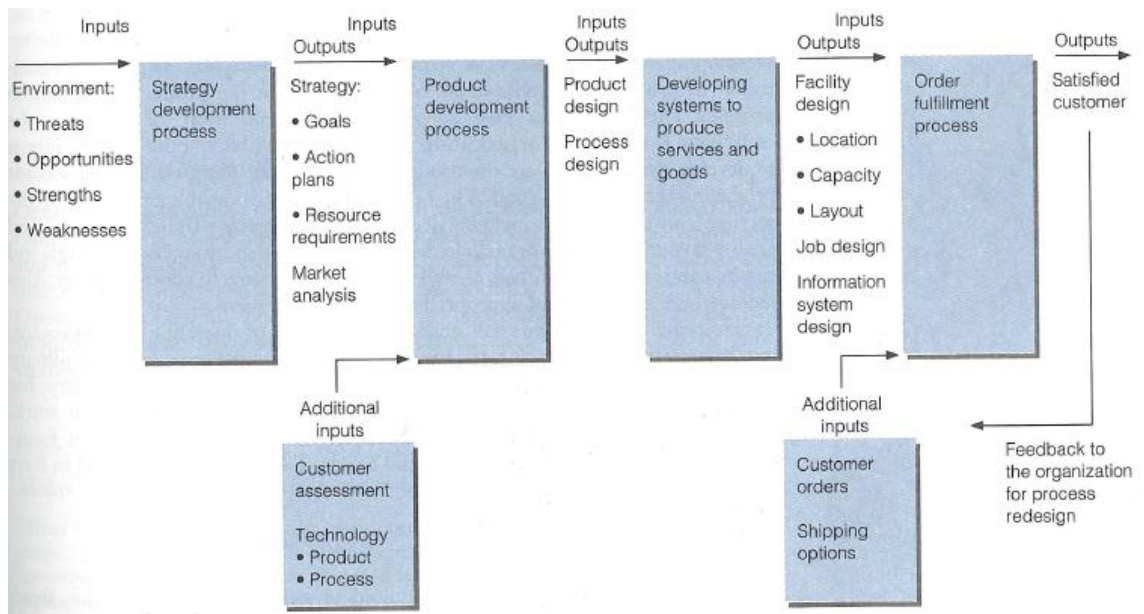 Inputs
Environment:
• Threats
• Opportunities
• Strengths
• Weaknesses
Strategy
development
process
Inputs
Outputs
Strategy:
• Goals
• Action
plans
• Resource
requirements
Market
analysis
Product
development
process
Inputs
Outputs
Product
design
Process
design
Developing
systems to
produce
services and
goods
Inputs
Outputs
Facility
design
• Location
• Capacity
• Layout
Job design
Information
system
design
Order
fulfillment
process
Outputs
Satisfied
customer
Additional
inputs
Customer
assessment
Technology
• Product
• Process
Additional
inputs
Customer
orders
Shipping
options
Feedback to
the organization
for process
redesign